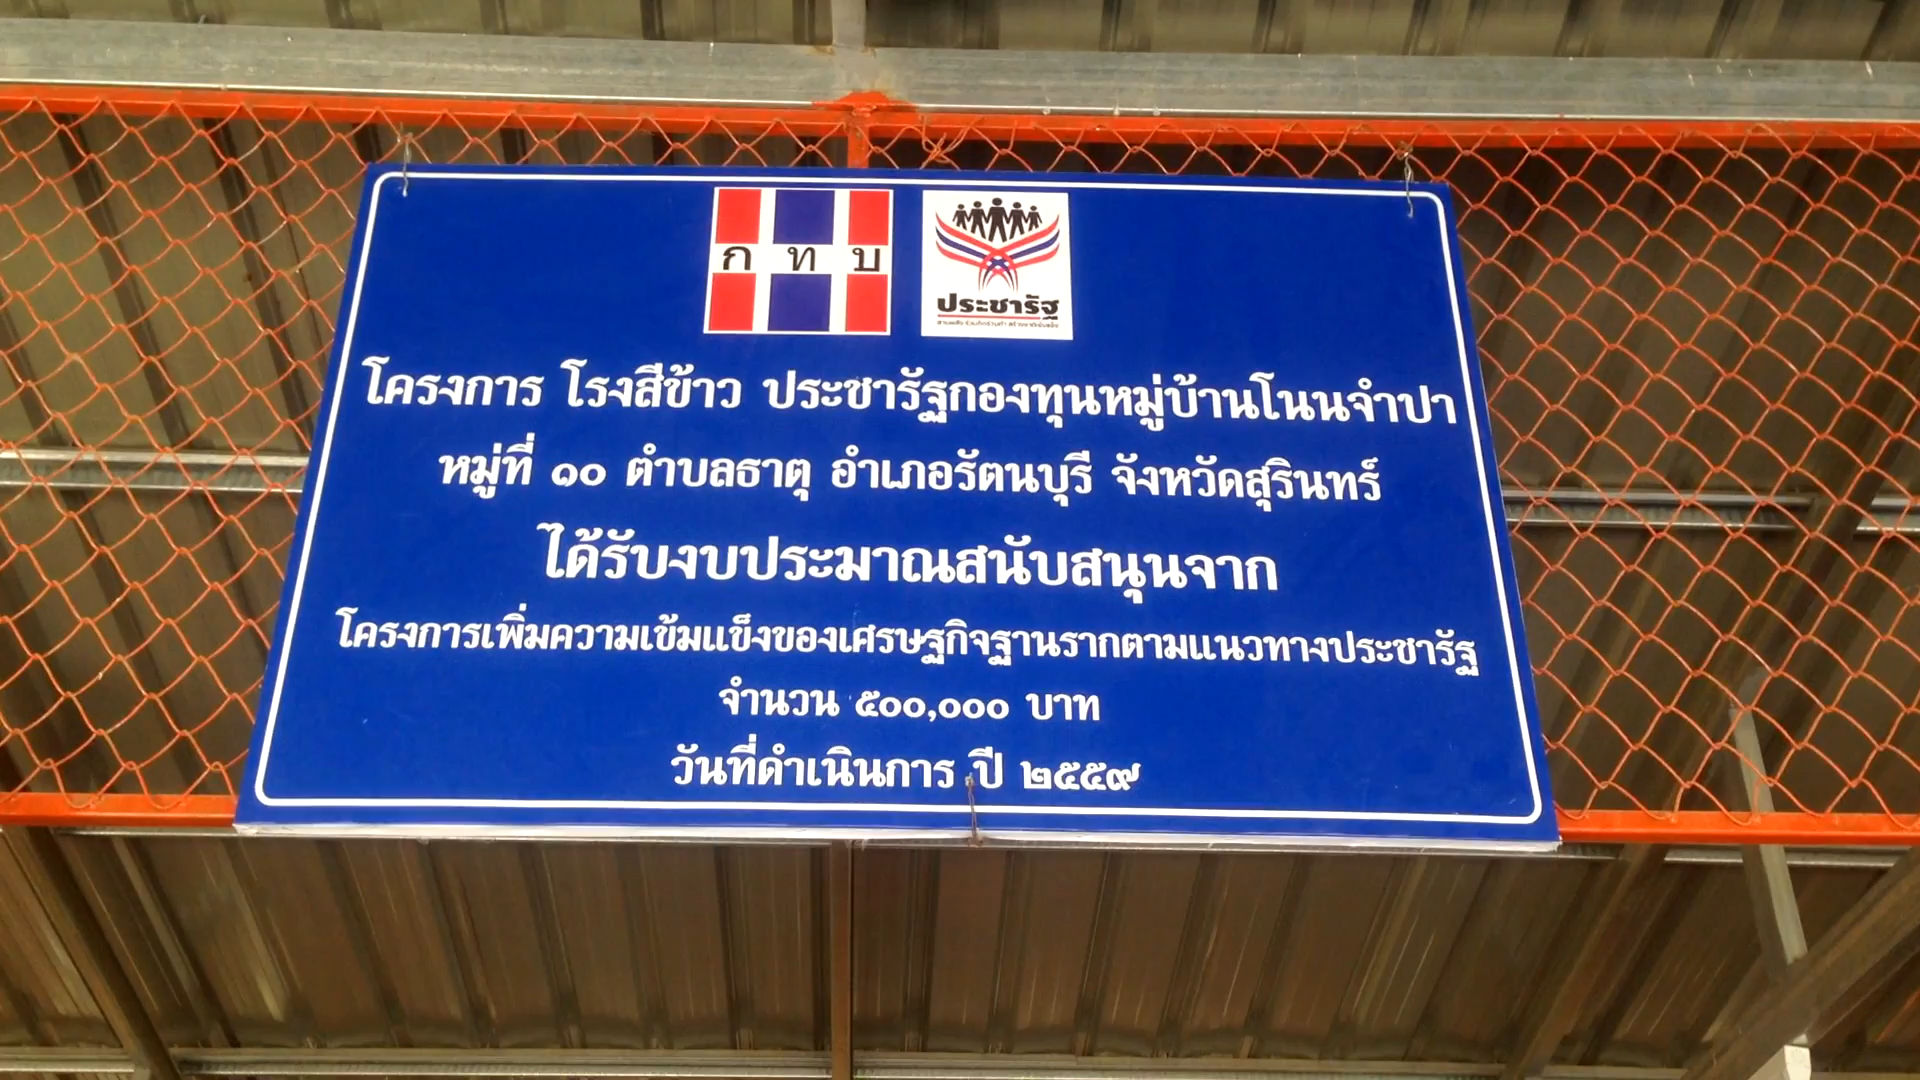 ก ท บ
ประชารัฐ
โครงการ โรงสีข้าว ประชารัฐกองทุนหมู่บ้านโนนจำปา
หมู่ที่ ๑๐ ตำบลธาตุ อำเภอรัตนบุรี จังหวัดสุรินทร์
ได้รับงบประมาณสนับสนุนจาก
โครงการเพิ่มความเข้มแข็งของเศรษฐกิจฐานรากตามแนวทางประชารัฐ
จำนวน ๕๐๐,๐๐๐ บาท
วันที่ดำเนินการ ปี ๒๕๕๙